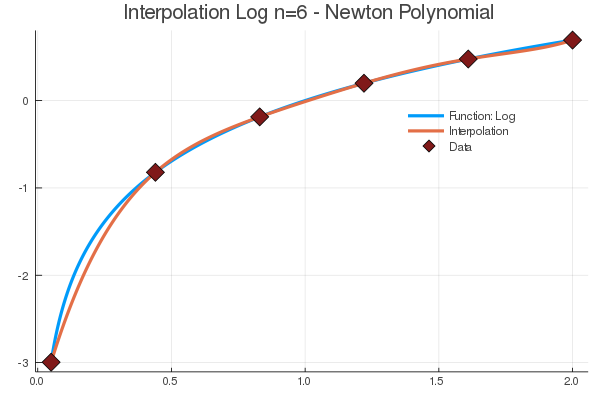 Interpolation Log n=6 - Newton Polynomial
0
-1
-2
-3
0.0
0.5
1.0
1.5
2.0
Function: Log
Interpolation
Data